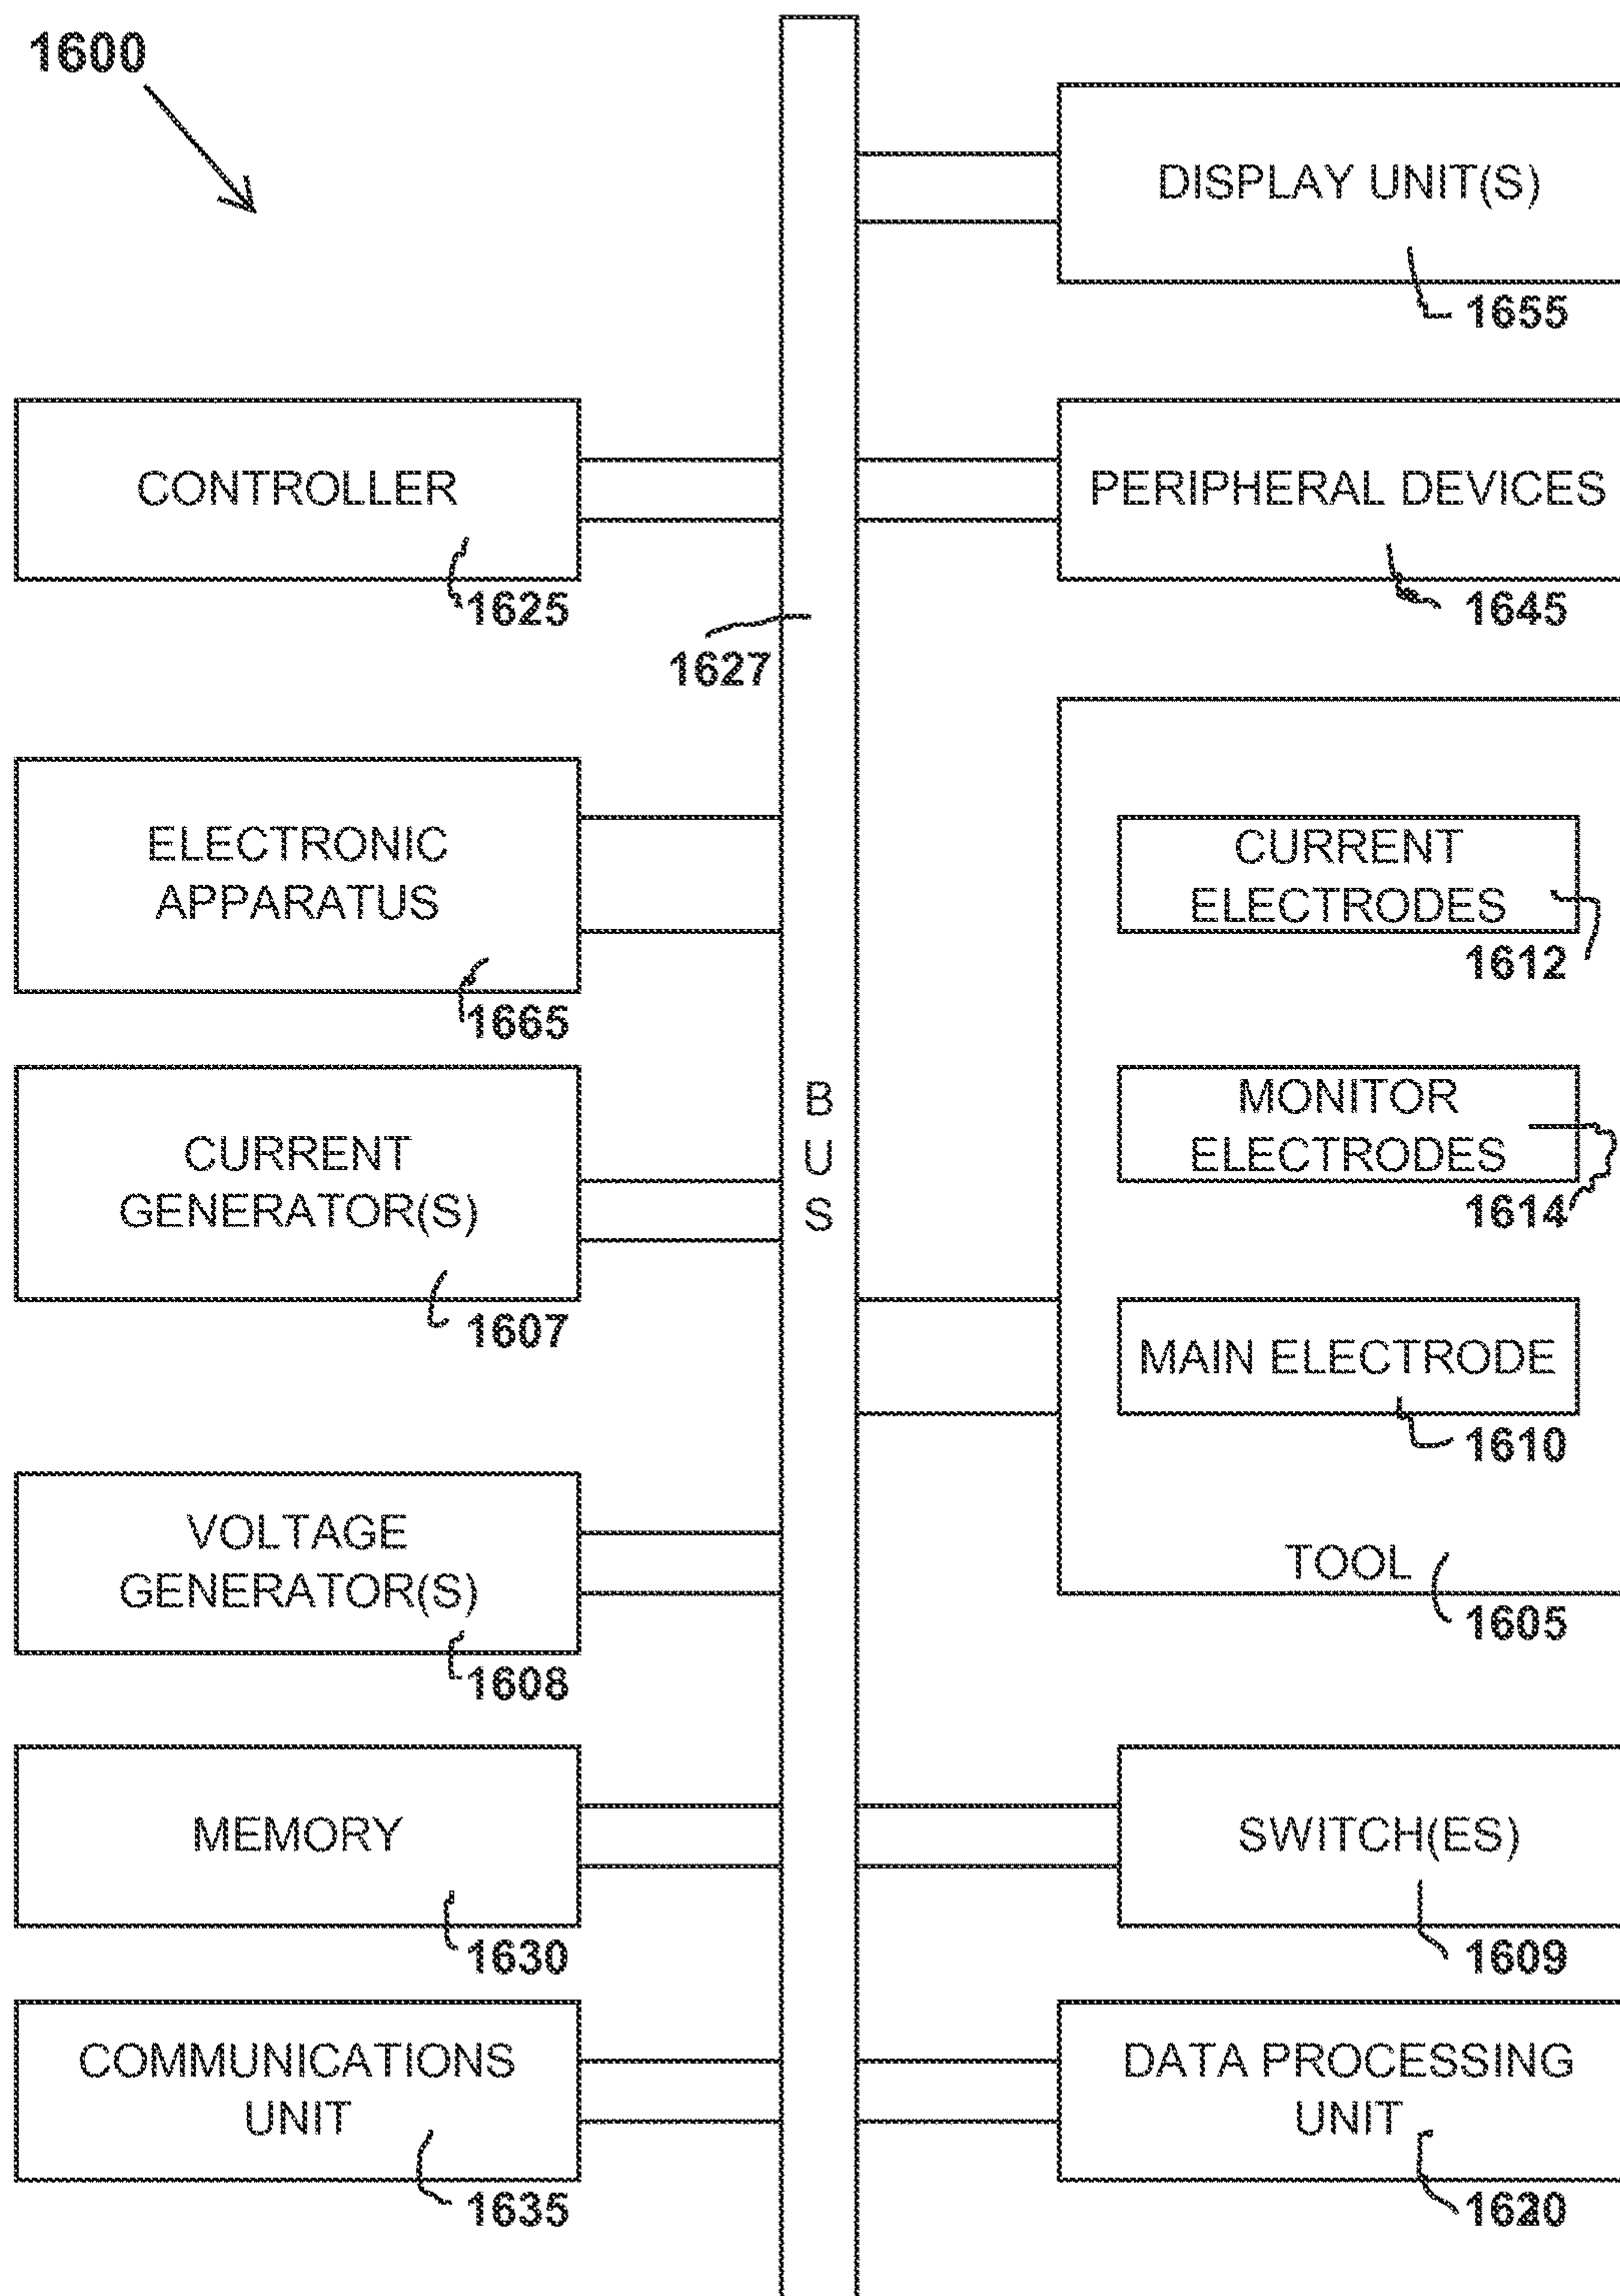 1600
DISPLAY UNIT(S)
1655
CONTROLLER
1625
PERIPHERAL DEVICES
1645
1627
ELECTRONIC
APPARATUS
1665
CURRENT
ELECTRODES
1612
CURRENT
GENERATOR(S)
1607
B
U
S
MONITOR
ELECTRODES
1614
MAIN ELECTRODE
1610
VOLTAGE
GENERATOR(S)
1608
TOOL
1605
MEMORY
1630
SWITCH(ES)
1609
COMMUNICATIONS
UNIT
1635
DATA PROCESSING
UNIT
1620